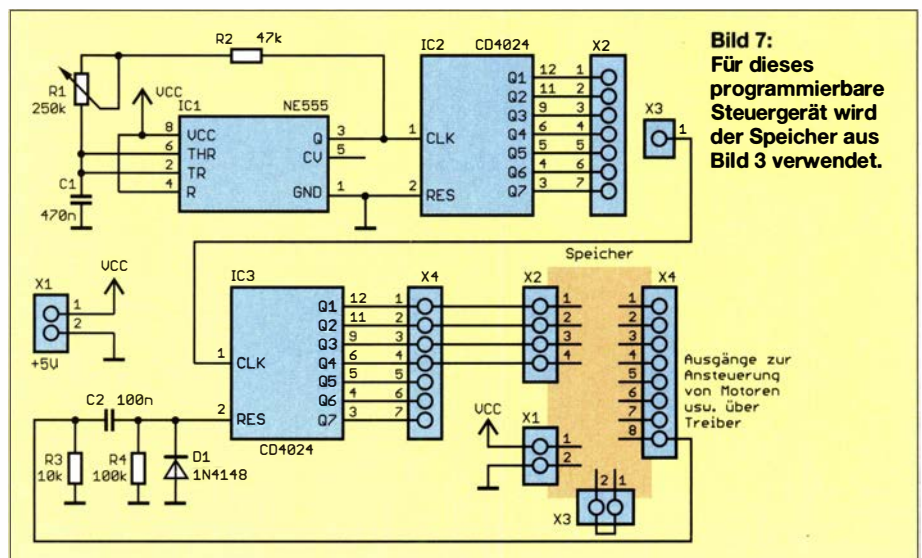 R2 47k
IC2 CD4024 X2
Bild 7:
Für dieses
programmierbare
Steuergerät wird
der Speicher aus
Bild 3 verwendet.
R1
250k
VCC
IC1 NE555
8 VCC
6 THR
2 TR
4 R
Q 3
CV 5
GND 1
C1
470n
1 CLK
2 RES
Q1 12 1
Q2 11 2
Q3 9 3
Q4 6 4
Q5 5 5
Q6 4 6
Q7 3 7
X3
1
Speicher
X1
1
2
+5V
VCC
IC3 X4 X2 X4
1 CLK
2 RES
Q1 12 1
Q2 11 2
Q3 9 3
Q4 6 4
Q5 5 5
Q6 4 6
Q7 3 7
CD4024
1
2
3
4
1
2
3
4
5
6
7
8
Ausgänge zur
Ansteuerung
von Motoren
usw. über
Treiber
C2 100n
R3
10k
R4
100k
D1
1N4148
VCC
X1
1
2
2 1
X3